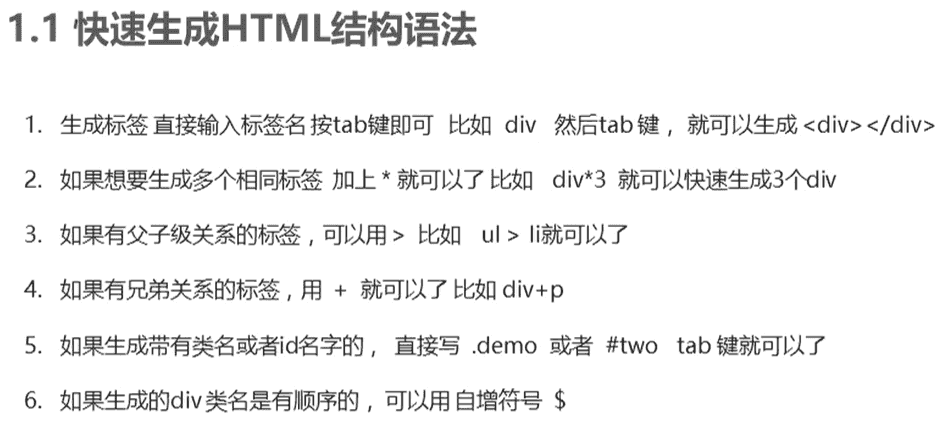 1.1 快速生成HTML结构语法
1. 生成标签 直接输入标签名 按tab键即可 比如 div 然后tab 键， 就可以生成 <div></div>
2. 如果想要生成多个相同标签 加上 * 就可以了 比如 div*3 就可以快速生成3个div
3. 如果有父子级关系的标签，可以用 > 比如 ul > li就可以了
4. 如果有兄弟关系的标签，用 + 就可以了 比如 div+p
5. 如果生成带有类名或者id名字的， 直接写 .demo 或者 #two tab 键就可以了
6. 如果生成的div 类名是有顺序的， 可以用 自增符号 $